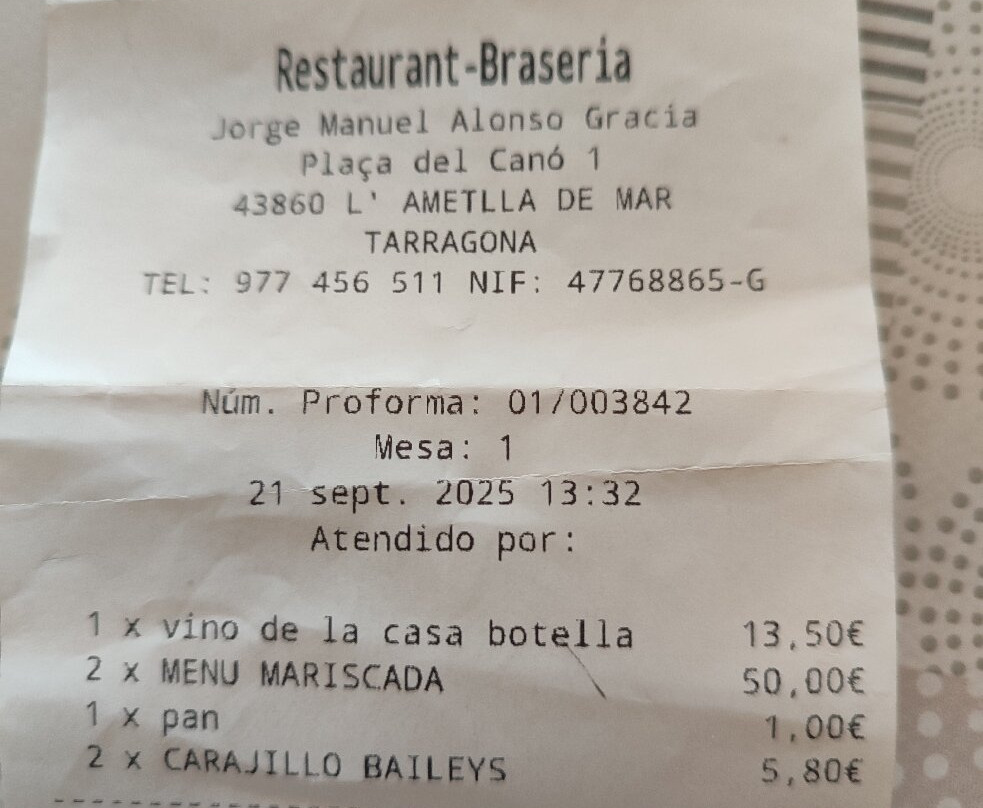 Restaurant-Braseria
Jorge Manuel Alonso Gracia
Plaça del Canó 1
43860 L' AMETLLA DE MAR
TARRAGONA
TEL: 977 456 511 NIF: 47768865-G
Núm. Proforma: 01/003842
Mesa: 1
21 sept. 2025 13:32
Atendido por:
1 x vino de la casa botella 13,50€
2 x MENU MARISCADA 50,00€
1 x pan 1,00€
2 x CARAJILLO BAILEYS 5,80€